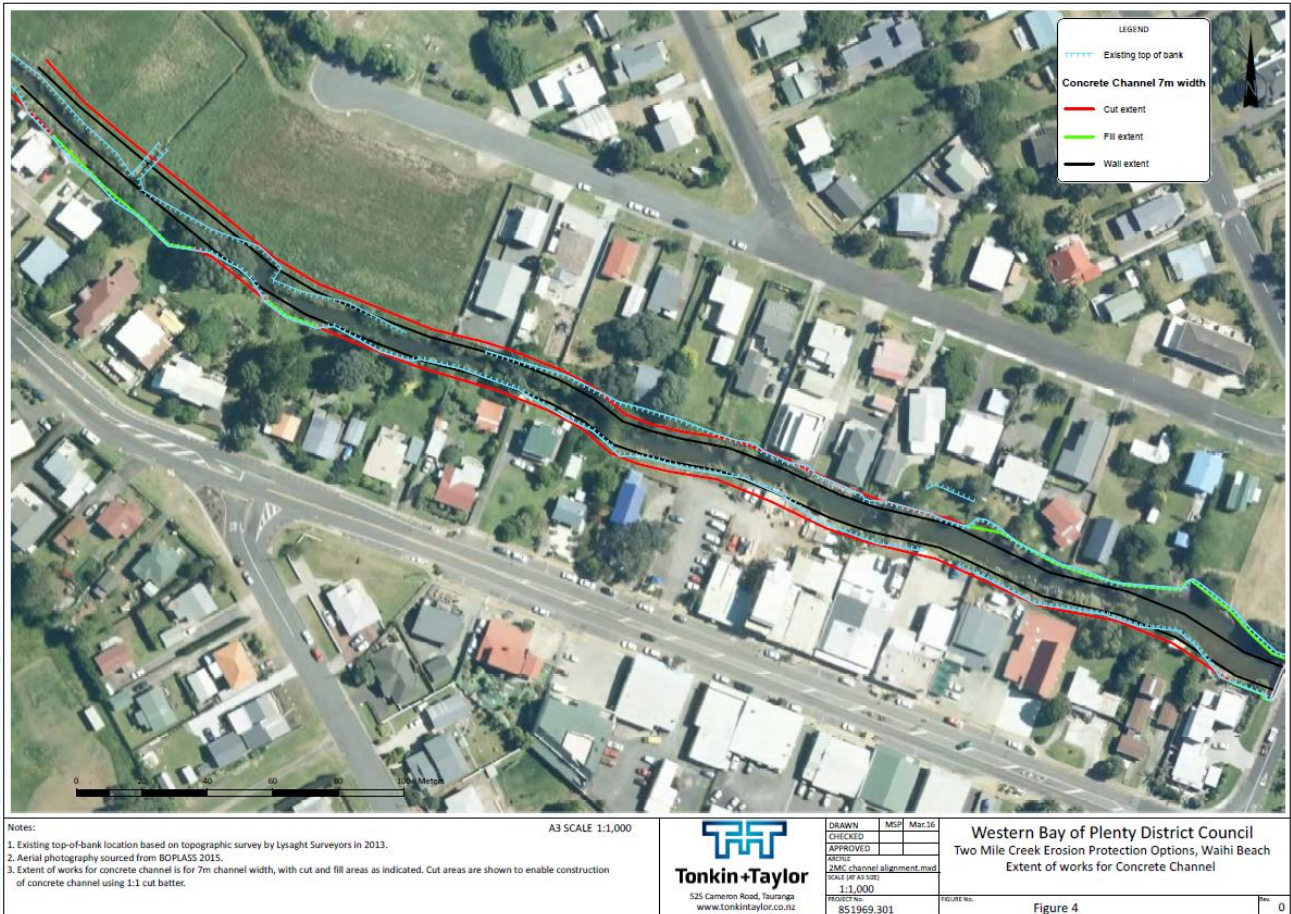 LEGEND
Existing top of bank
Concrete Channel 7m width
Cut extent
Fill extent
Wall extent
N
0 20 40 60 80 100 Meters
Notes:
A3 SCALE 1:1,000
1. Existing top-of-bank location based on topographic survey by Lysaght Surveyors in 2013.
2. Aerial photography sourced from BOPLASS 2015.
3. Extent of works for concrete channel is for 7m channel width, with cut and fill areas as indicated. Cut areas are shown to enable construction
of concrete channel using 1:1 cut batter.
Tonkin+Taylor
525 Cameron Road, Tauranga
www.tonkintaylor.co.nz
DRAWN MSP Mar.16
CHECKED
APPROVED
ARCFILE
2MC channel alignment.mxd
SCALE (AT A3 SIZE)
1:1,000
PROJECT No.
851969.301
Western Bay of Plenty District Council
Two Mile Creek Erosion Protection Options, Waihi Beach
Extent of works for Concrete Channel
FIGURE No.
Figure 4
Rev.
0